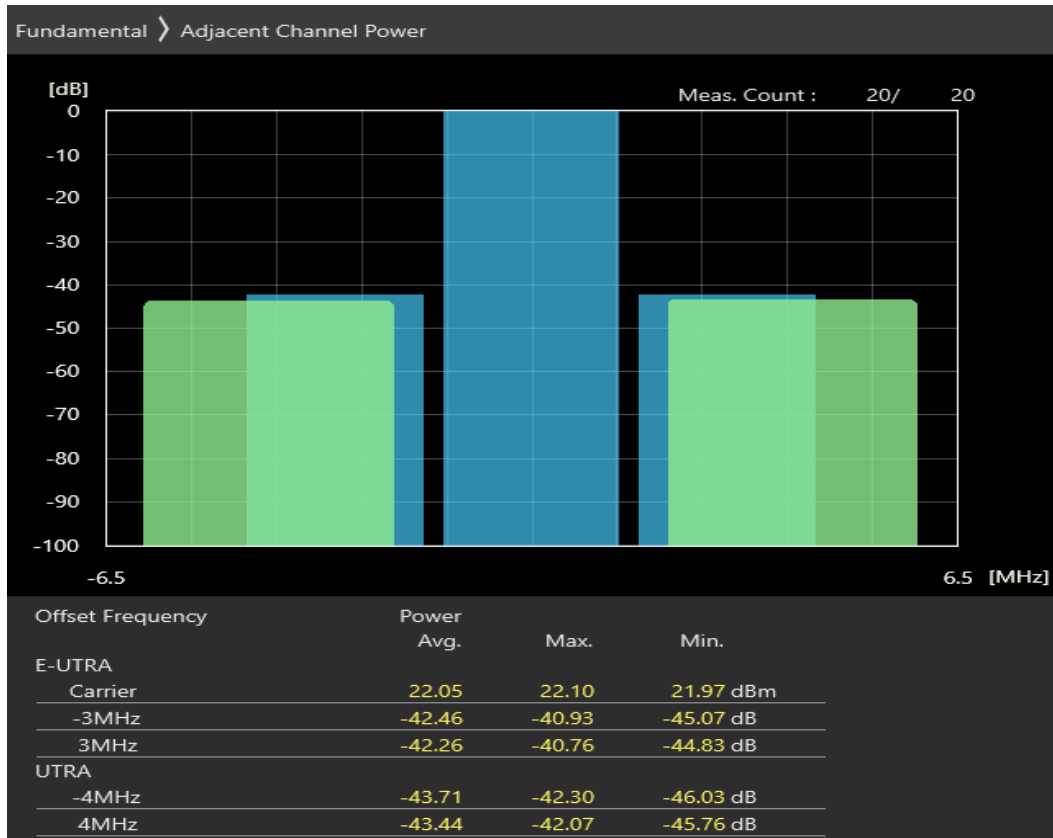 Fundamental 〉 Adjacent Channel Power
[dB]
Meas. Count : 20/ 20
0
-10
-20
-30
-40
-50
-60
-70
-80
-90
-100
-6.5 6.5 [MHz]
Offset Frequency Power
Avg. Max. Min.
E-UTRA
Carrier 22.05 22.10 21.97 dBm
-3MHz -42.46 -40.93 -45.07 dB
3MHz -42.26 -40.76 -44.83 dB
UTRA
-4MHz -43.71 -42.30 -46.03 dB
4MHz -43.44 -42.07 -45.76 dB